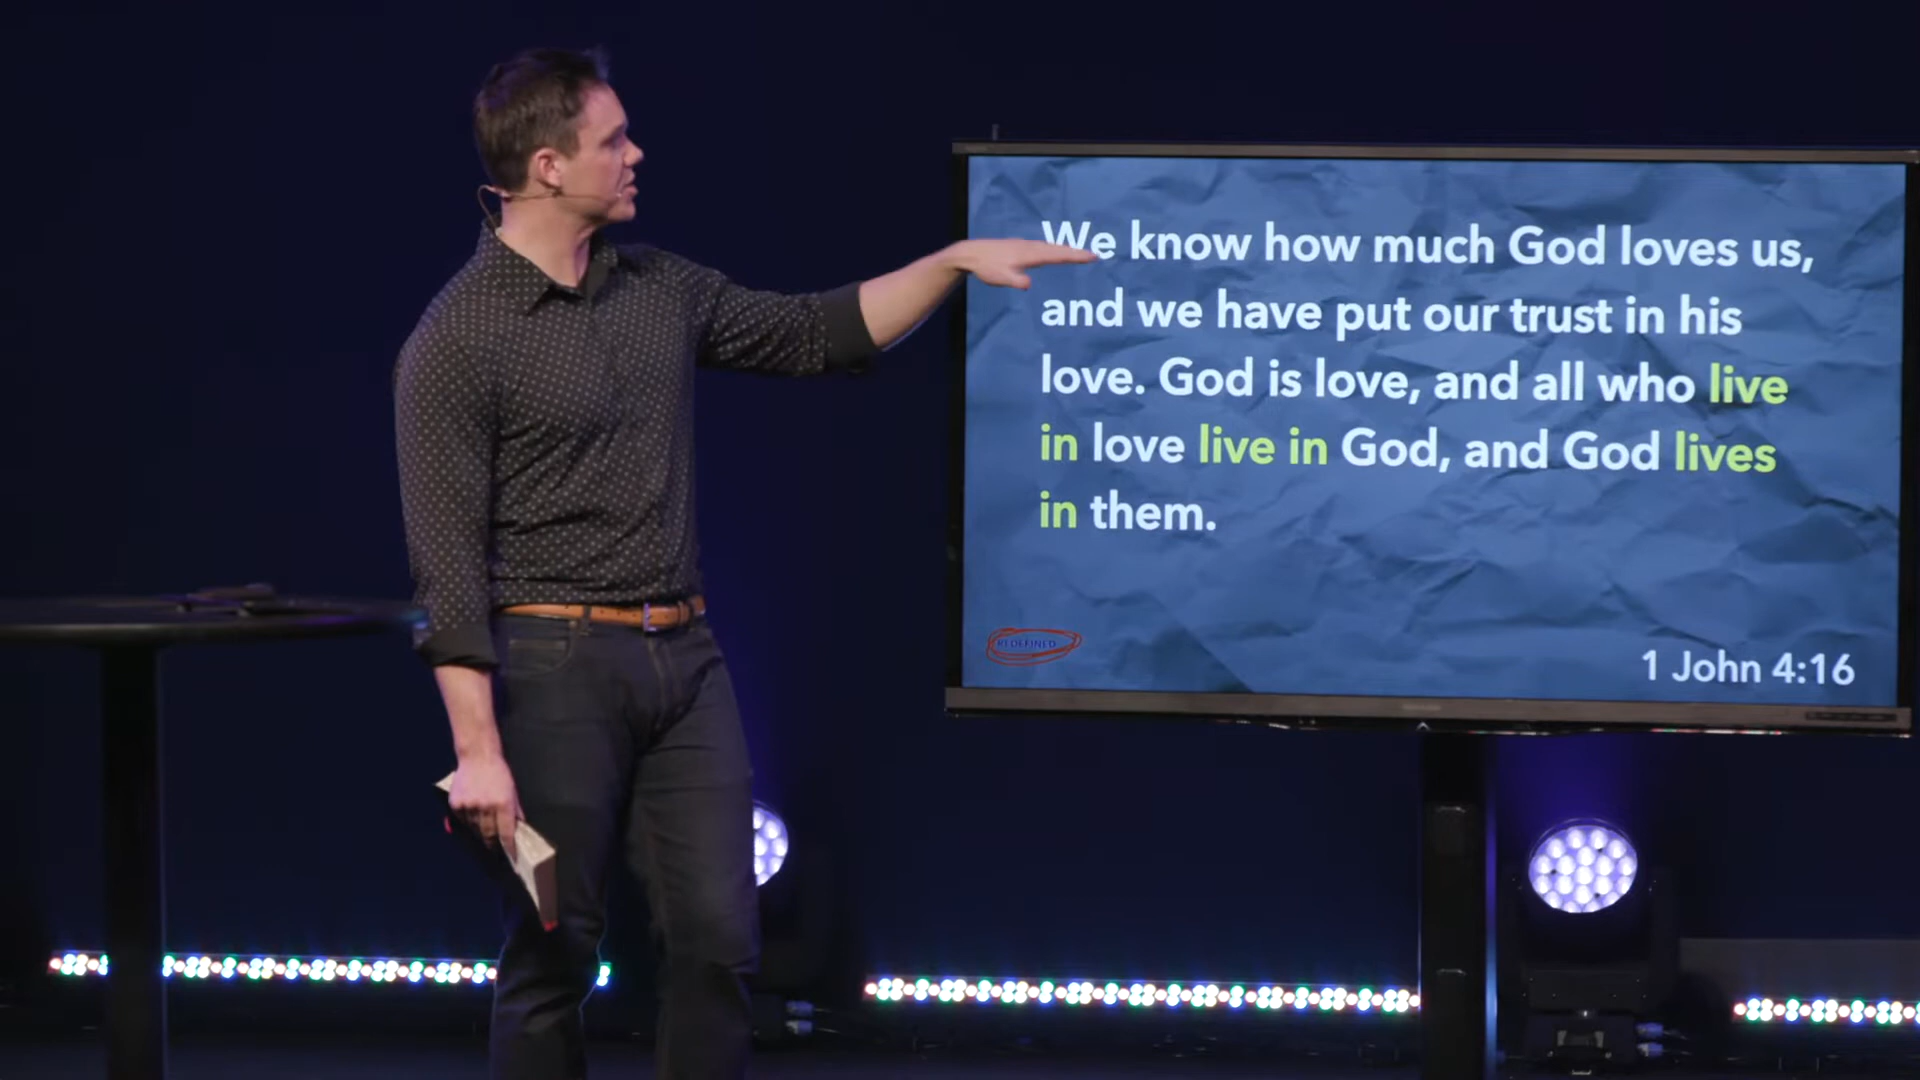 We know how much God loves us,
and we have put our trust in his
love. God is love, and all who live
in love live in God, and God lives
in them.
REDEFINED
1 John 4:16